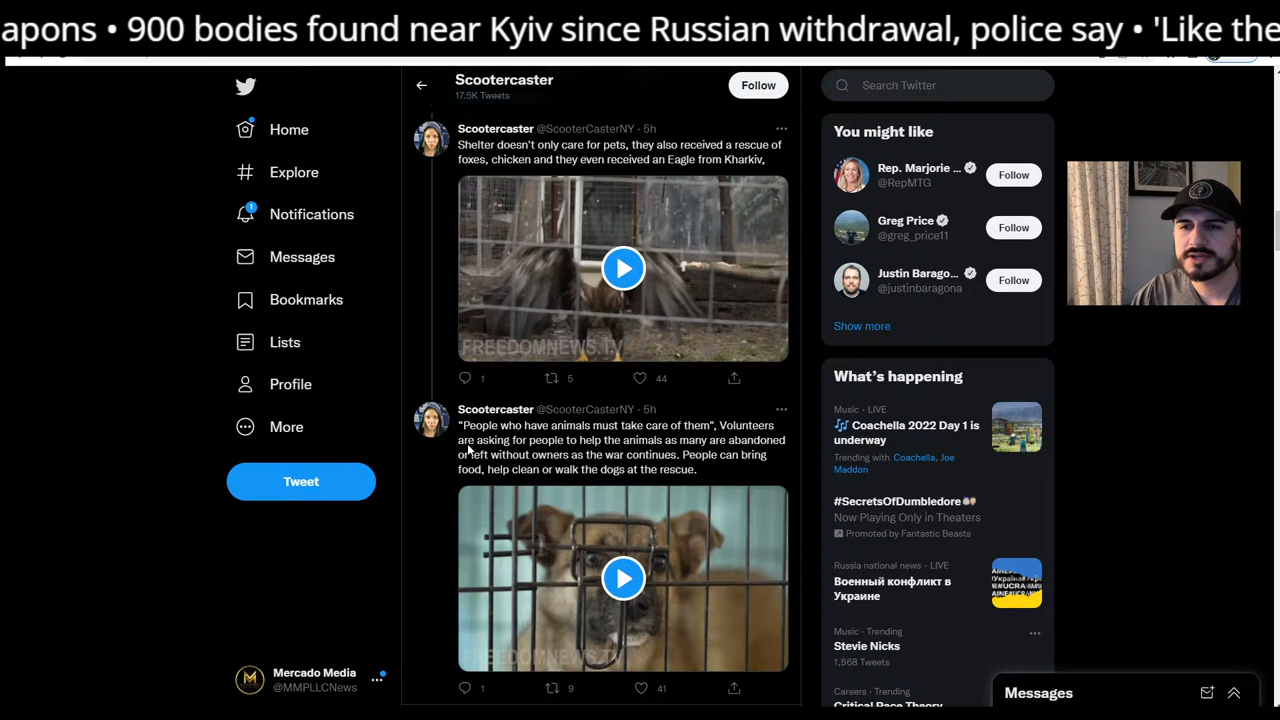 apons • 900 bodies found near Kyiv since Russian withdrawal, police say • 'Like the
Scootercaster
17.5K Tweets
Follow
Home
Explore
Notifications
1
Messages
Bookmarks
Lists
Profile
More
Tweet
Mercado Media
@MMPLLCNews
Scootercaster @ScooterCasterNY · 5h
Shelter doesn't only care for pets, they also received a rescue of
foxes, chicken and they even received an Eagle from Kharkiv,
FREEDOMNEWS.TV
1 5 44
Scootercaster @ScooterCasterNY · 5h
"People who have animals must take care of them", Volunteers
are asking for people to help the animals as many are abandoned
or left without owners as the war continues. People can bring
food, help clean or walk the dogs at the rescue.
FREEDOMNEWS.TV
1 9 41
Search Twitter
You might like
Rep. Marjorie ...
@RepMTG
Follow
Greg Price
@greg_price11
Follow
Justin Barago...
@justinbaragona
Follow
Show more
What's happening
Music · LIVE
Coachella 2022 Day 1 is
underway
Trending with Coachella, Joe
Maddon
#SecretsOfDumbledore
Now Playing Only in Theaters
Promoted by Fantastic Beasts
Russia national news · LIVE
Военный конфликт в
Украине
Music · Trending
Stevie Nicks
1,568 Tweets
Careers · Trending
Critical Race Theory
Messages